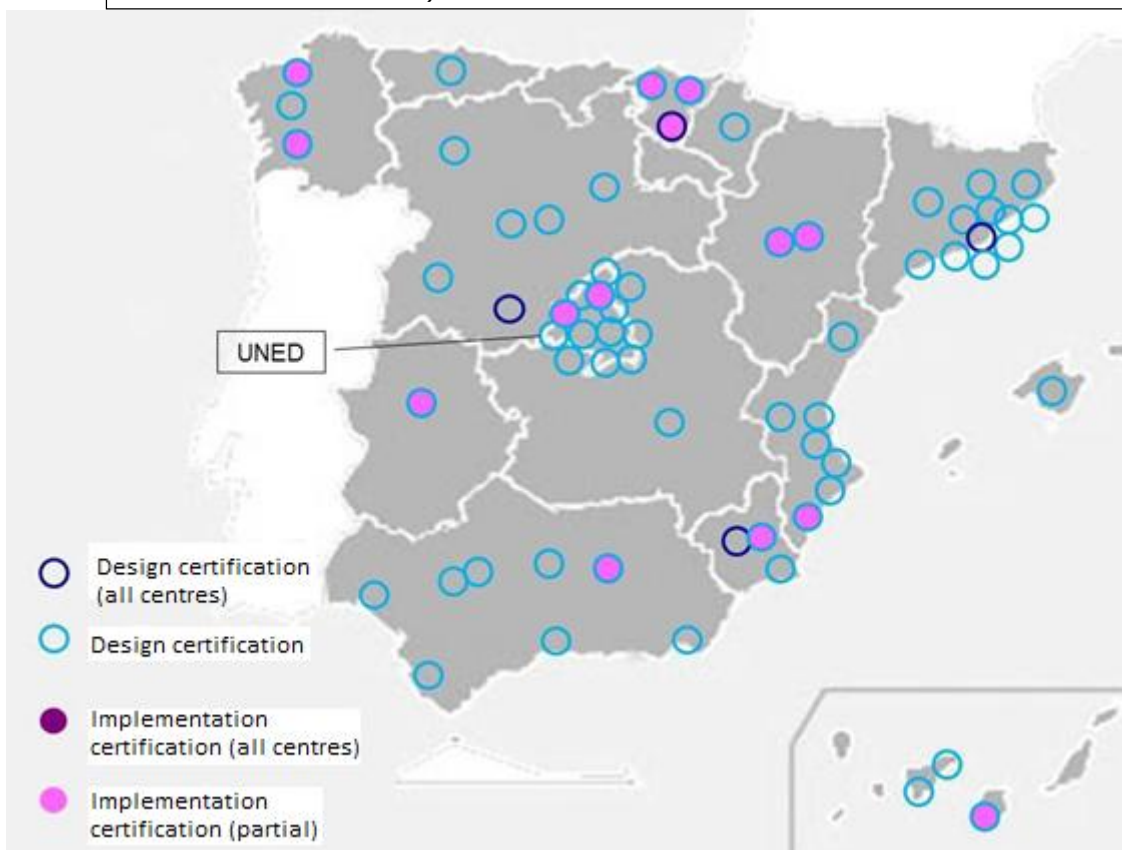 UNED
Design certification
(all centres)
Design certification
Implementation
certification (all centres)
Implementation
certification (partial)